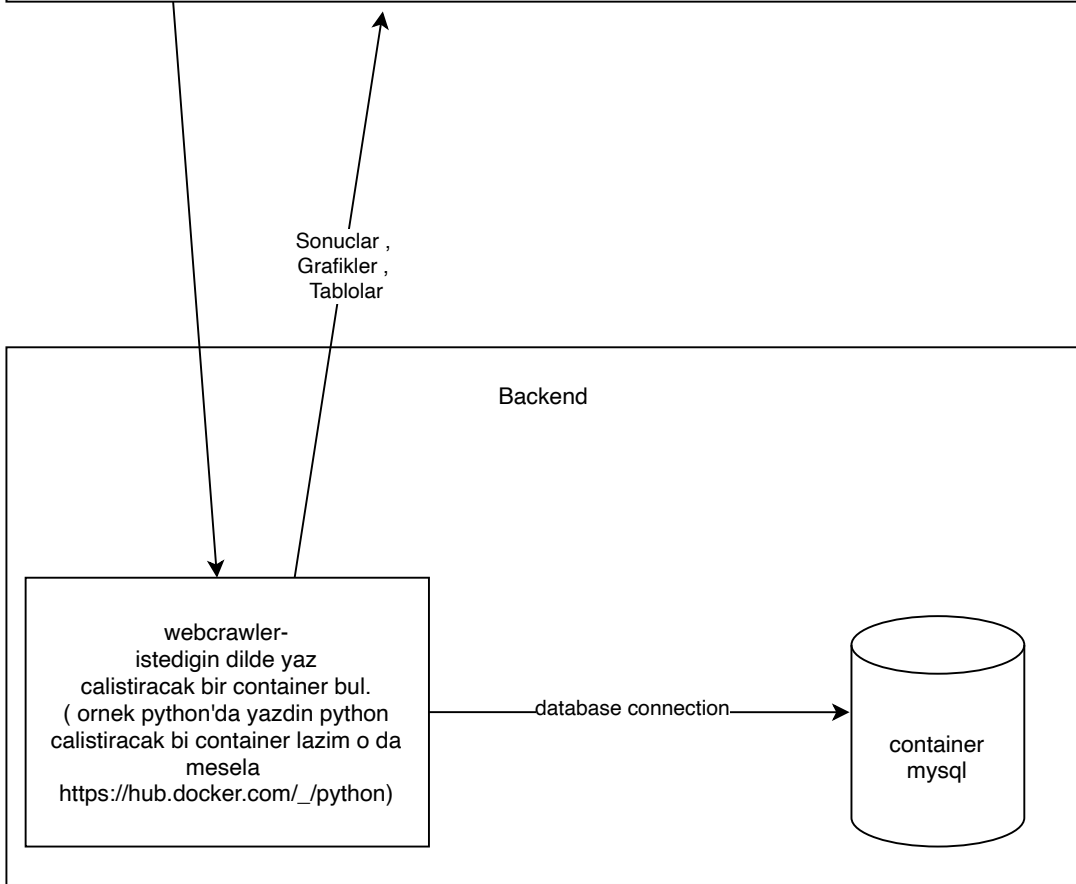 Sonuclar ,
Grafikler ,
Tablolar
Backend
webcrawler-
istedigin dilde yaz
calistiracak bir container bul.
( ornek python'da yazdin python
calistiracak bi container lazim o da
mesela
https://hub.docker.com/_/python)
database connection
container
mysql